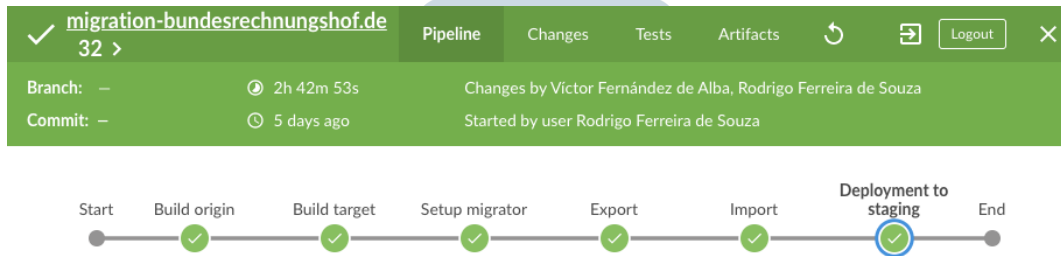 migration-bundesrechnungshof.de
32 >
Pipeline Changes Tests Artifacts Logout
Branch: —
2h 42m 53s
Changes by Víctor Fernández de Alba, Rodrigo Ferreira de Souza
Commit: —
5 days ago
Started by user Rodrigo Ferreira de Souza
Start Build origin Build target Setup migrator Export Import Deployment to
staging End